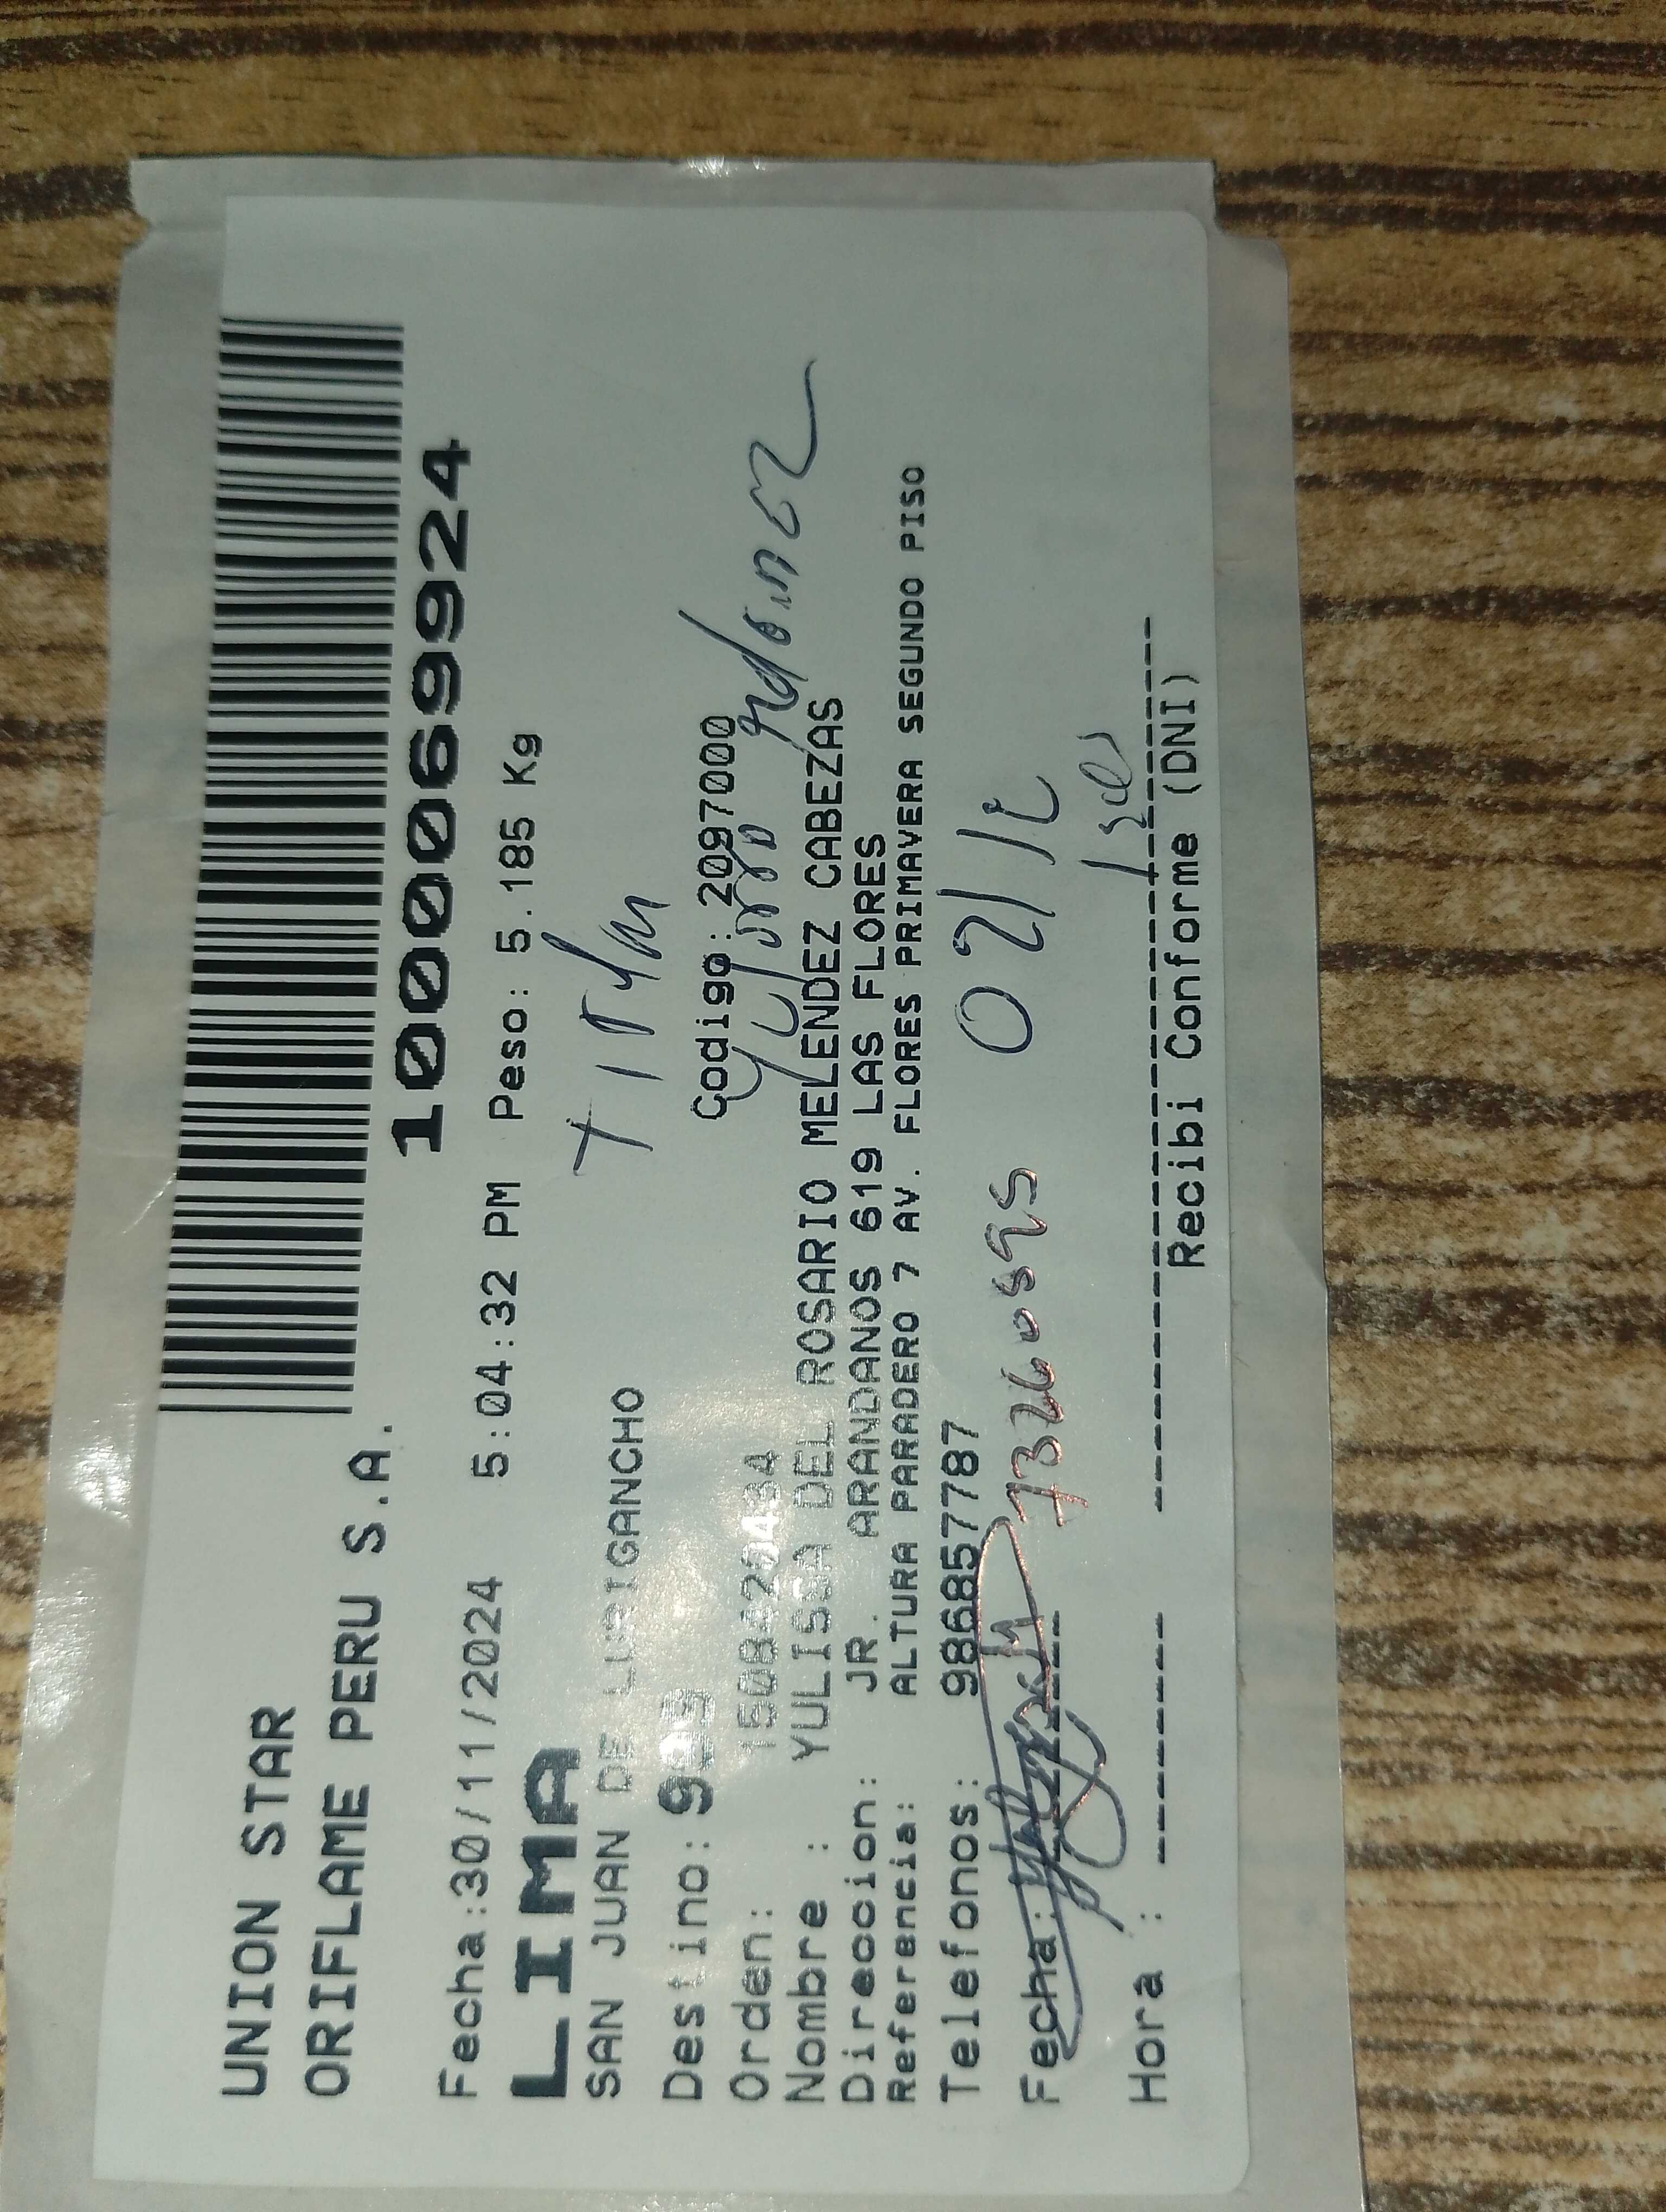 UNION STAR
ORIFLAME PERU S.A.
1000069924
Fecha:30/11/2024 5:04:32 PM Peso: 5.185 Kg
LIMA
SAN JUAN DE LURIGANCHO
Titular
Destino:
Codigo: 2097000
Orden:
Nombre : YULISSA DEL ROSARIO MELENDEZ CABEZAS
Direccion: JR. ARANDANOS 619 LAS FLORES
Referencia: ALTURA PARADERO 7 AV. FLORES PRIMAVERA SEGUNDO PISO
Telefonos: 986857787
Fecha: 73260895
Hora :
Recibi Conforme (DNI)